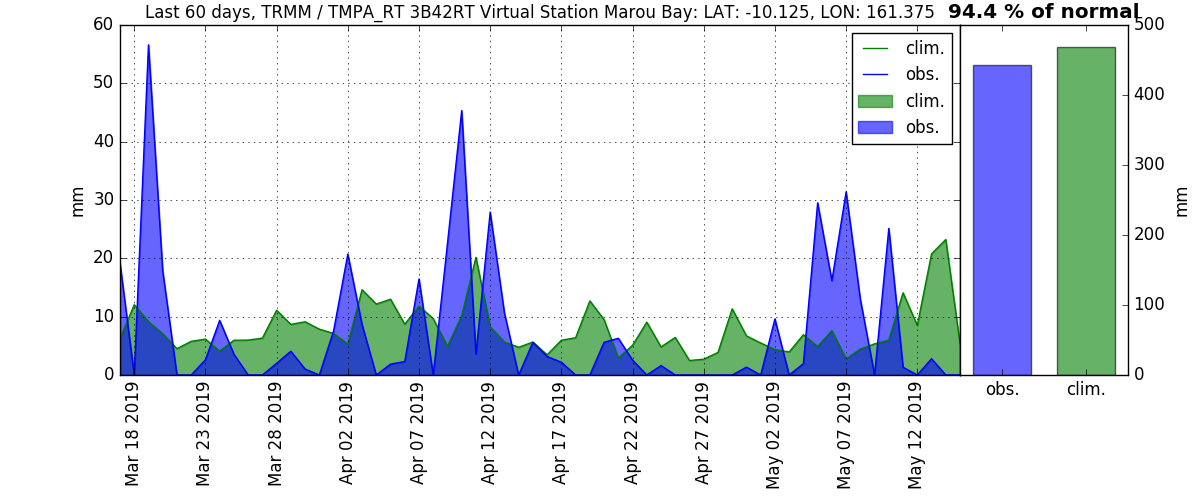 Last 60 days, TRMM / TMPA_RT 3B42RT Virtual Station Marou Bay: LAT: -10.125, LON: 161.375 94.4 % of normal
60
50
40
30
20
10
0
mm
clim.
obs.
clim.
obs.
500
400
300
200
100
0
mm
obs. clim.
Mar 18 2019
Mar 23 2019
Mar 28 2019
Apr 02 2019
Apr 07 2019
Apr 12 2019
Apr 17 2019
Apr 22 2019
Apr 27 2019
May 02 2019
May 07 2019
May 12 2019